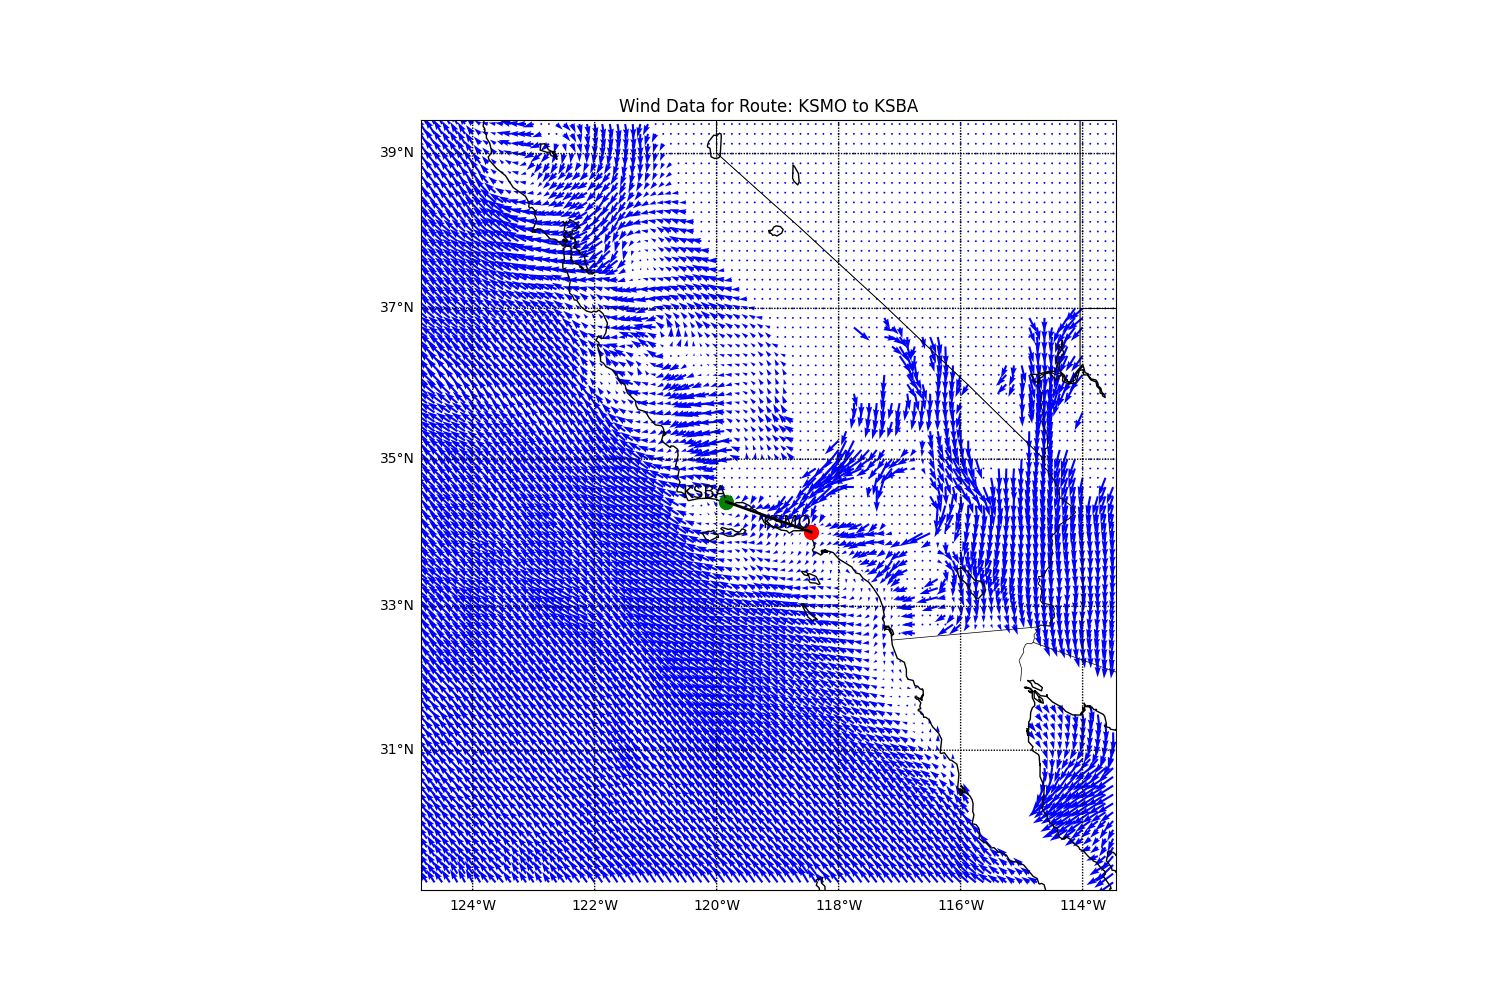 Wind Data for Route: KSMO to KSBA
39°N
37°N
35°N
KSBA
KSMO
33°N
31°N
124°W 122°W 120°W 118°W 116°W 114°W